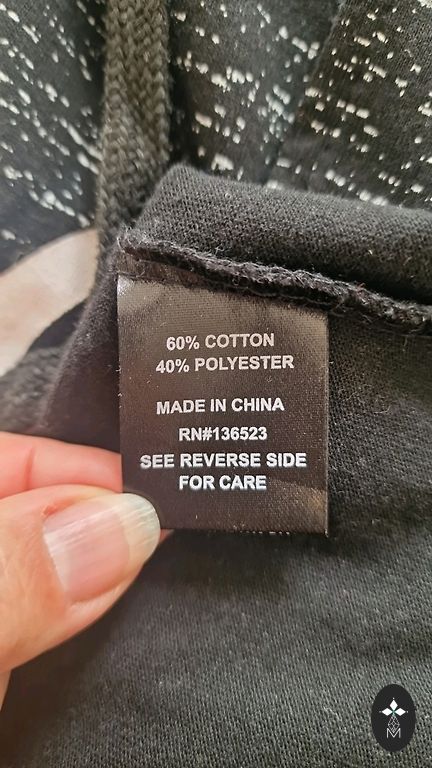 60% COTTON
40% POLYESTER
MADE IN CHINA
RN#136523
SEE REVERSE SIDE
FOR CARE